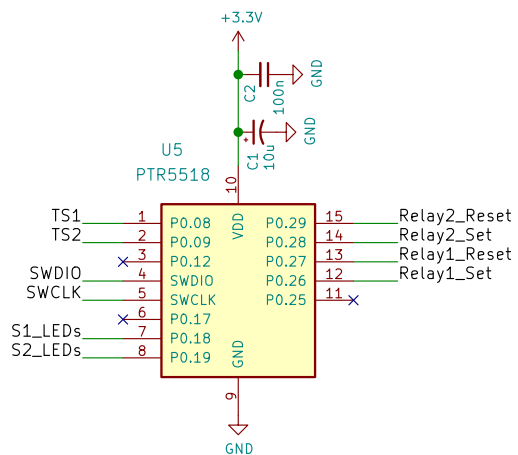 +3.3V
GND
C2
100n
GND
C1
10u
U5
PTR5518
10
VDD
TS1 1 P0.08 P0.29 15 Relay2_Reset
TS2 2 P0.09 P0.28 14 Relay2_Set
3 P0.12 P0.27 13 Relay1_Reset
SWDIO 4 SWDIO P0.26 12 Relay1_Set
SWCLK 5 SWCLK P0.25 11
6 P0.17
S1_LEDs 7 P0.18
S2_LEDs 8 P0.19
GND
9
GND